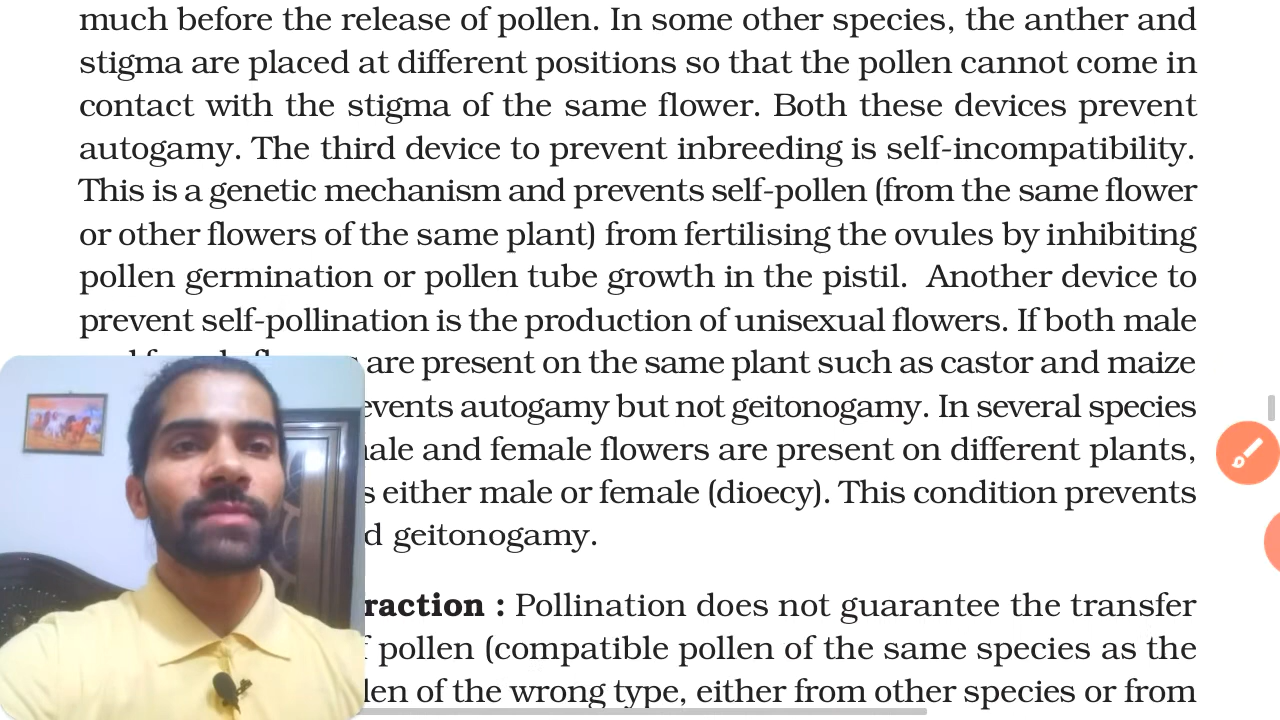 much before the release of pollen. In some other species, the anther and
stigma are placed at different positions so that the pollen cannot come in
contact with the stigma of the same flower. Both these devices prevent
autogamy. The third device to prevent inbreeding is self-incompatibility.
This is a genetic mechanism and prevents self-pollen (from the same flower
or other flowers of the same plant) from fertilising the ovules by inhibiting
pollen germination or pollen tube growth in the pistil. Another device to
prevent self-pollination is the production of unisexual flowers. If both male
are present on the same plant such as castor and maize
autogamy but not geitonogamy. In several species
and female flowers are present on different plants,
either male or female (dioecy). This condition prevents
geitonogamy.
raction : Pollination does not guarantee the transfer
pollen (compatible pollen of the same species as the
of the wrong type, either from other species or from